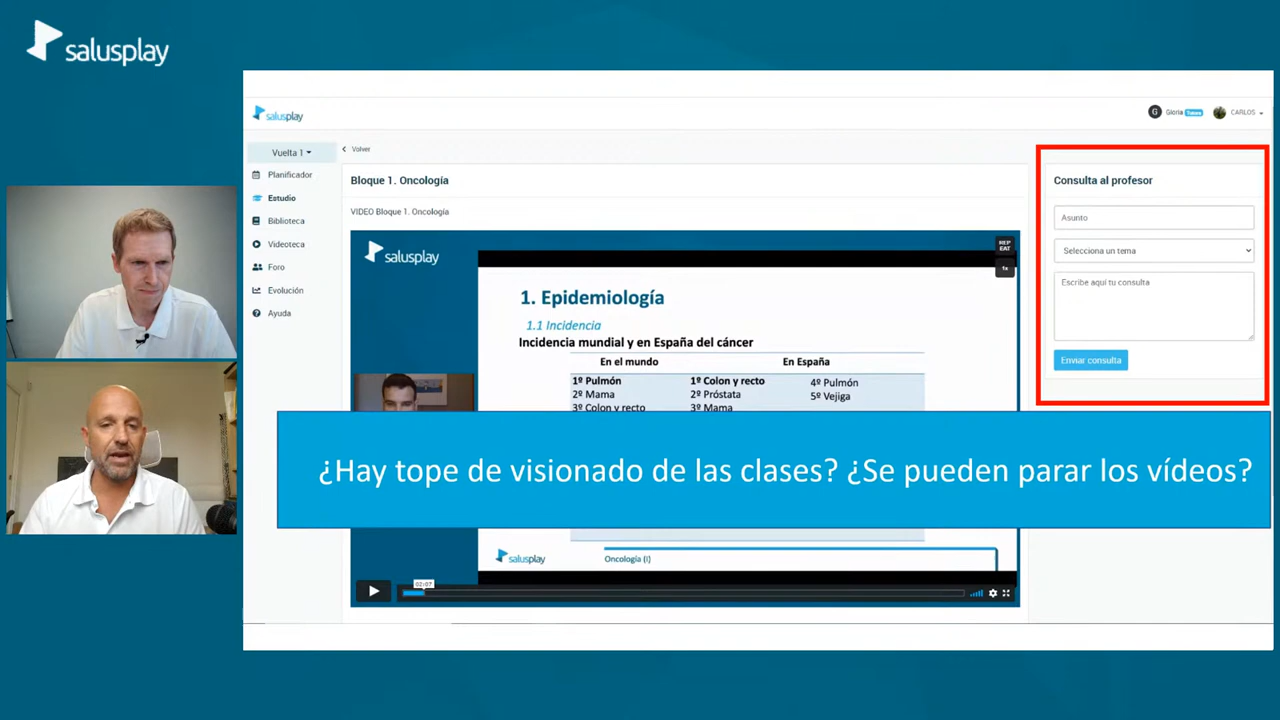 salusplay
salusplay
G Gloria Tutora CARLOS
Vuelta 1
Planificador
Estudio
Biblioteca
Videoteca
Foro
Evolución
Ayuda
Volver
Bloque 1. Oncología
VIDEO Bloque 1. Oncología
salusplay
REP
EAT
1x
1. Epidemiología
1.1 Incidencia
Incidencia mundial y en España del cáncer
En el mundo En España
1º Pulmón 1º Colon y recto 4º Pulmón
2º Mama 2º Próstata 5º Vejiga
3º Colon y recto 3º Mama
¿Hay tope de visionado de las clases? ¿Se pueden parar los vídeos?
salusplay Oncología (I)
02:07
Consulta al profesor
Asunto
Selecciona un tema
Escribe aquí tu consulta
Enviar consulta